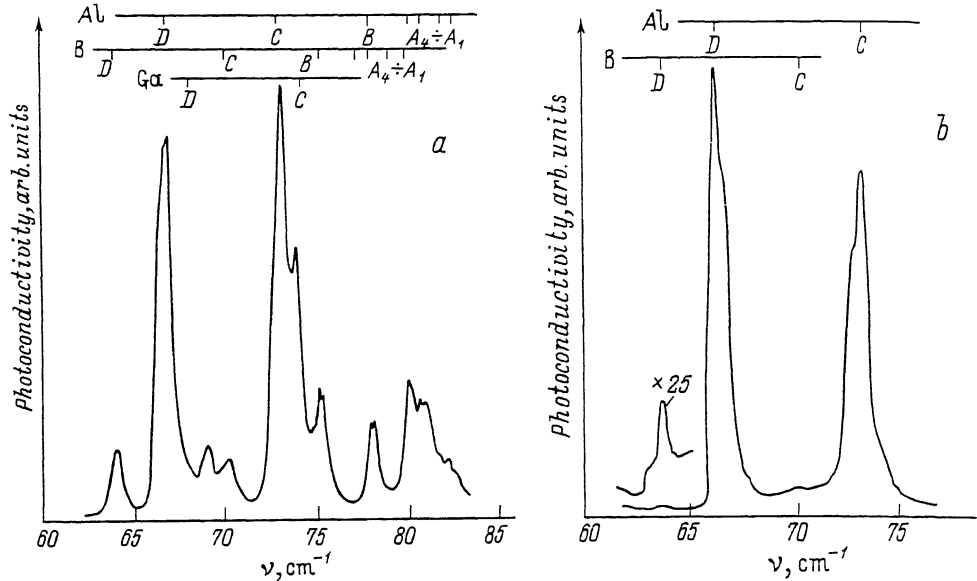 Al
D C B A₄÷A₁
B
D C B A₄÷A₁
Ga
D C
a
Photoconductivity, arb. units
60 65 70 75 80 85
ν, cm⁻¹
Al
D C
B
D C
b
×25
Photoconductivity, arb. units
60 65 70 75
ν, cm⁻¹